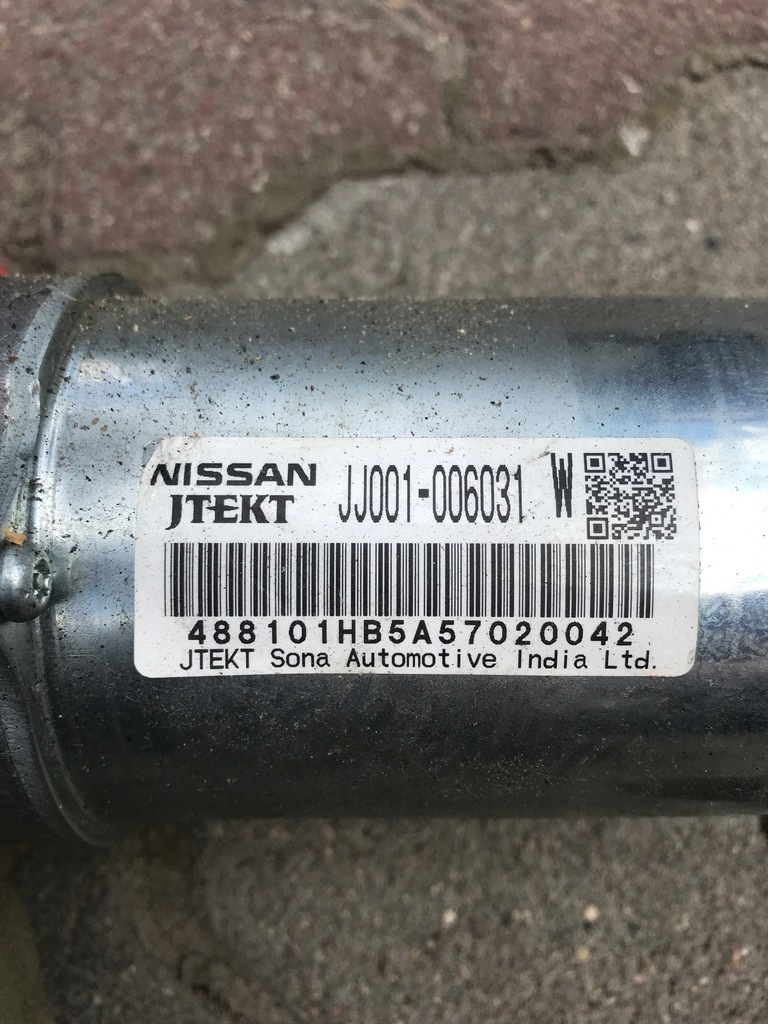 NISSAN JJ001-006031 W
JTEKT
488101HB5A57020042
JTEKT Sona Automotive India Ltd.